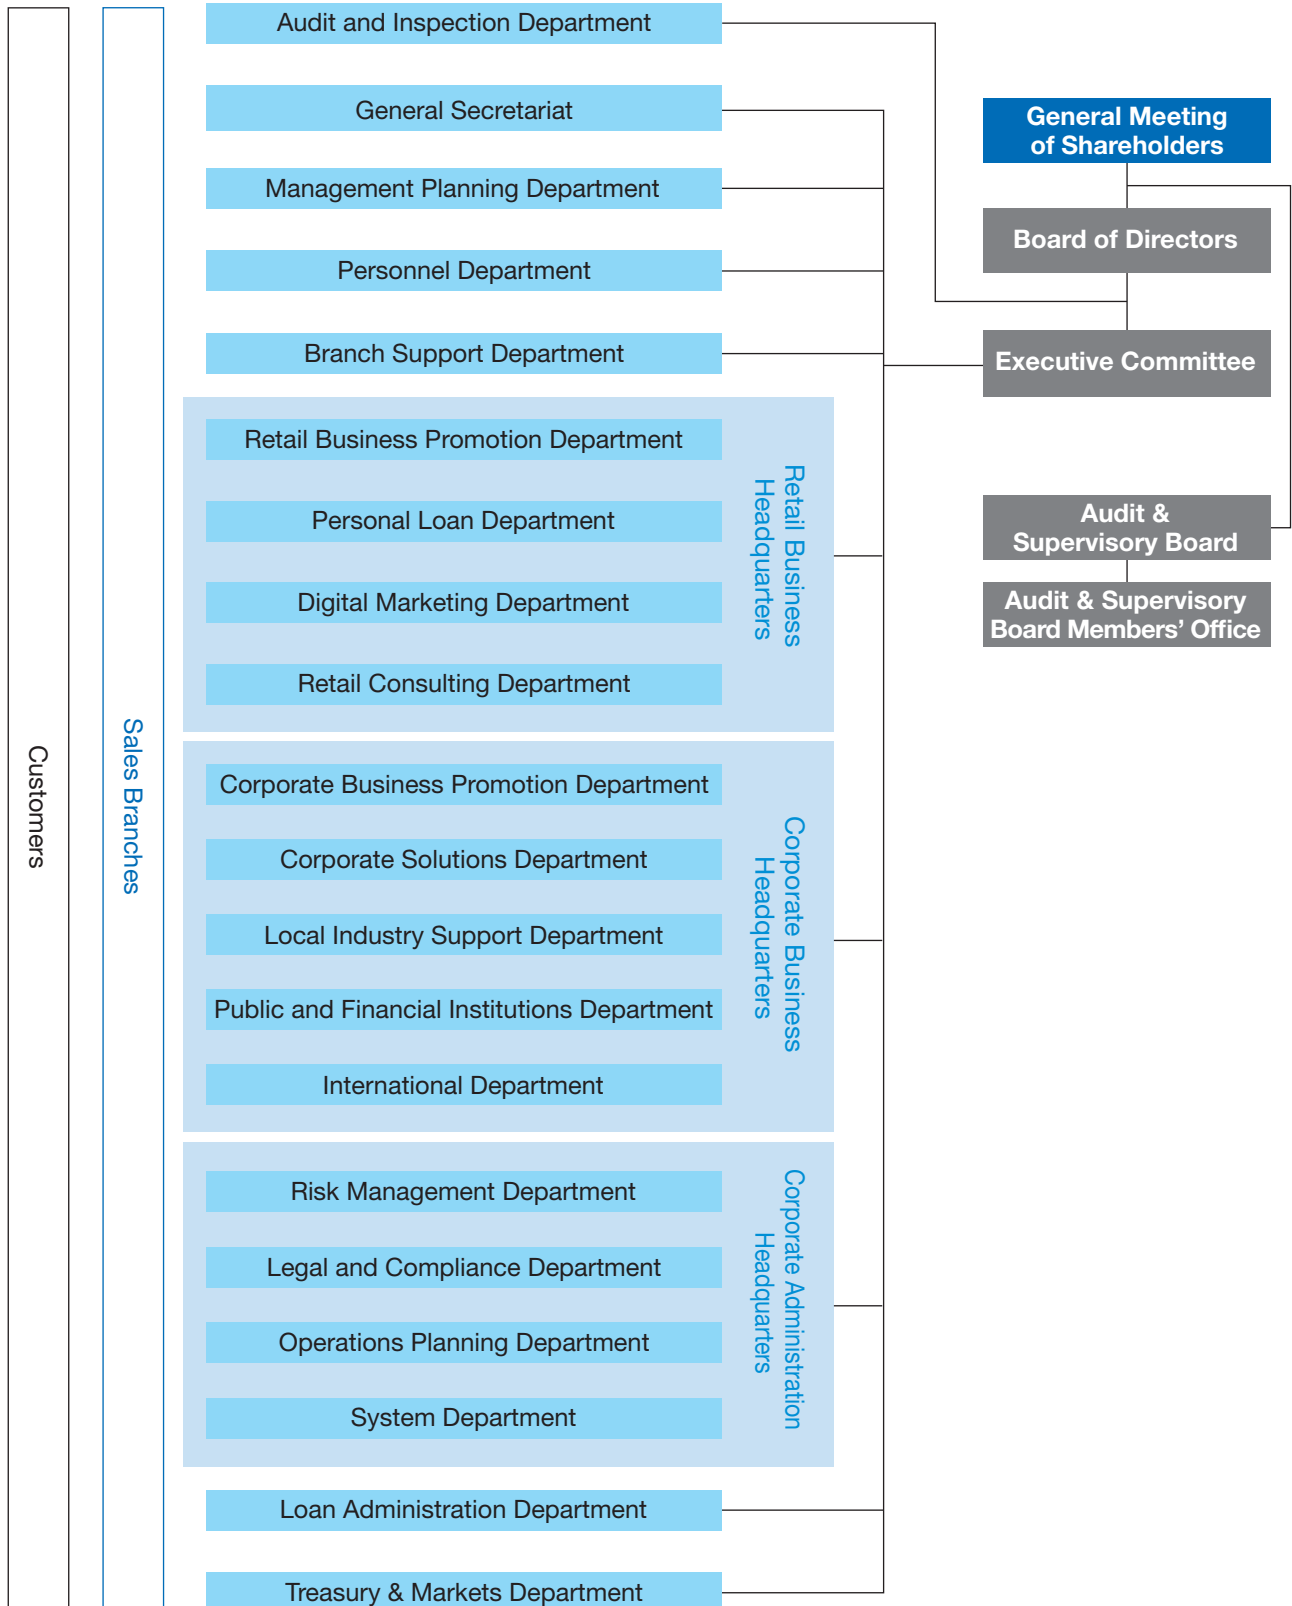 Customers
Sales Branches
Audit and Inspection Department
General Secretariat
Management Planning Department
Personnel Department
Branch Support Department
Retail Business Promotion Department
Personal Loan Department
Digital Marketing Department
Retail Consulting Department
Retail Business
Headquarters
Corporate Business Promotion Department
Corporate Solutions Department
Local Industry Support Department
Public and Financial Institutions Department
International Department
Corporate Business
Headquarters
Risk Management Department
Legal and Compliance Department
Operations Planning Department
System Department
Corporate Administration
Headquarters
Loan Administration Department
Treasury & Markets Department
General Meeting
of Shareholders
Board of Directors
Executive Committee
Audit &
Supervisory Board
Audit & Supervisory
Board Members’ Office